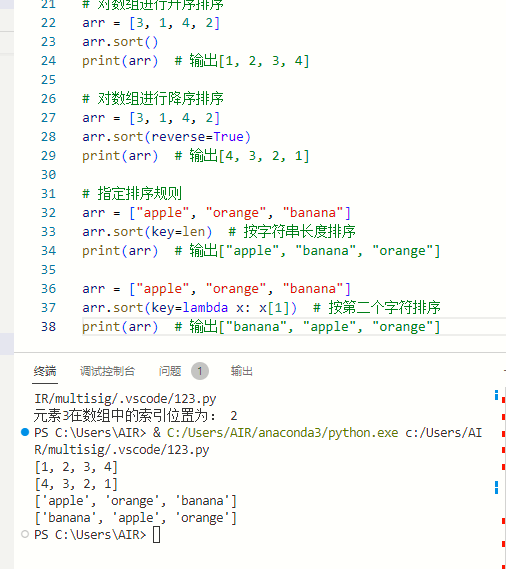 21 # 对数组进行升序排序
22 arr = [3, 1, 4, 2]
23 arr.sort()
24 print(arr)  # 输出[1, 2, 3, 4]
25
26 # 对数组进行降序排序
27 arr = [3, 1, 4, 2]
28 arr.sort(reverse=True)
29 print(arr)  # 输出[4, 3, 2, 1]
30
31 # 指定排序规则
32 arr = ["apple", "orange", "banana"]
33 arr.sort(key=len)  # 按字符串长度排序
34 print(arr)  # 输出["apple", "banana", "orange"]
35
36 arr = ["apple", "orange", "banana"]
37 arr.sort(key=lambda x: x[1])  # 按第二个字符排序
38 print(arr)  # 输出["banana", "apple", "orange"]
终端 调试控制台 问题 1 输出
IR/multisig/.vscode/123.py
元素3在数组中的索引位置为: 2
PS C:\Users\AIR> & C:/Users/AIR/anaconda3/python.exe c:/Users/AI
R/multisig/.vscode/123.py
[1, 2, 3, 4]
[4, 3, 2, 1]
['apple', 'orange', 'banana']
['banana', 'apple', 'orange']
PS C:\Users\AIR>